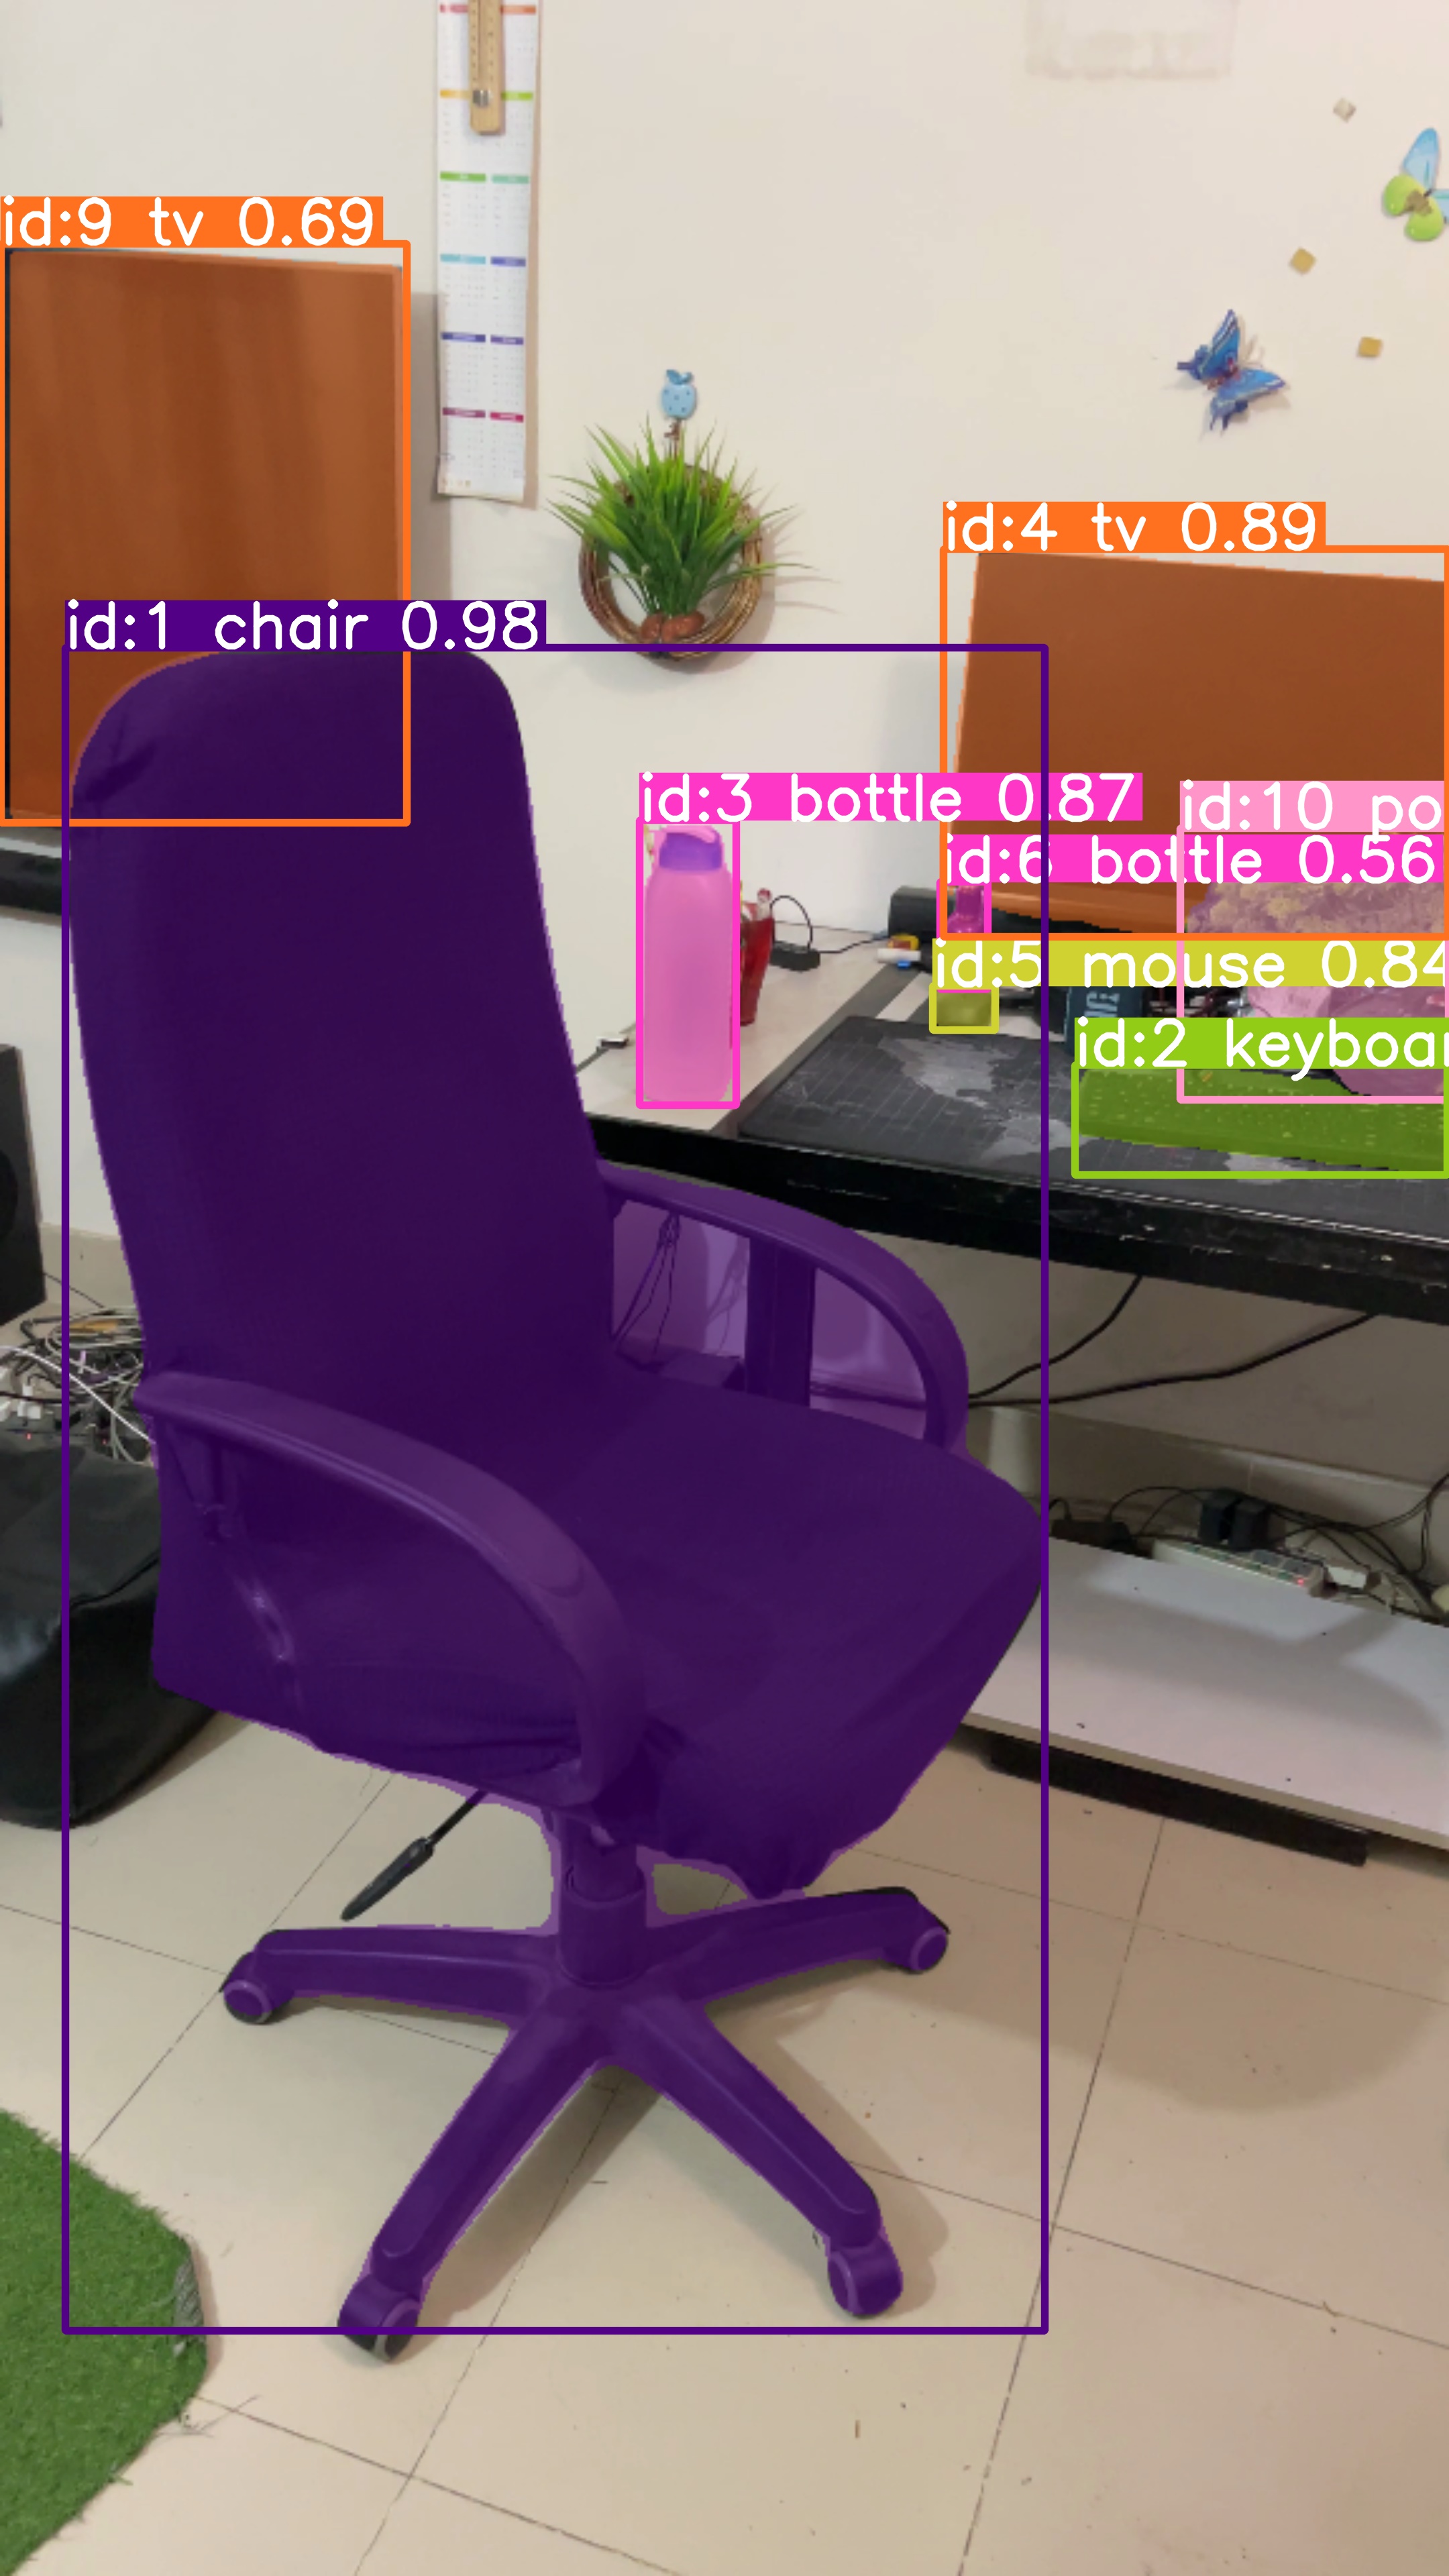 id:9 tv 0.69
id:4 tv 0.89
id:1 chair 0.98
id:3 bottle 0.87
id:10 po
id:6 bottle 0.56
id:5 mouse 0.84
id:2 keyboar